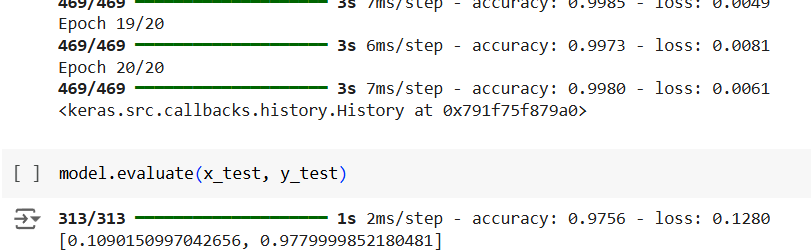 469/469 ━━━━━━━━━━━━━━━━━━━━ 3s 7ms/step - accuracy: 0.9985 - loss: 0.0049
Epoch 19/20
469/469 ━━━━━━━━━━━━━━━━━━━━ 3s 6ms/step - accuracy: 0.9973 - loss: 0.0081
Epoch 20/20
469/469 ━━━━━━━━━━━━━━━━━━━━ 3s 7ms/step - accuracy: 0.9980 - loss: 0.0061
<keras.src.callbacks.history.History at 0x791f75f879a0>
[ ] model.evaluate(x_test, y_test)
313/313 ━━━━━━━━━━━━━━━━━━━━ 1s 2ms/step - accuracy: 0.9756 - loss: 0.1280
[0.1090150997042656, 0.9779999852180481]